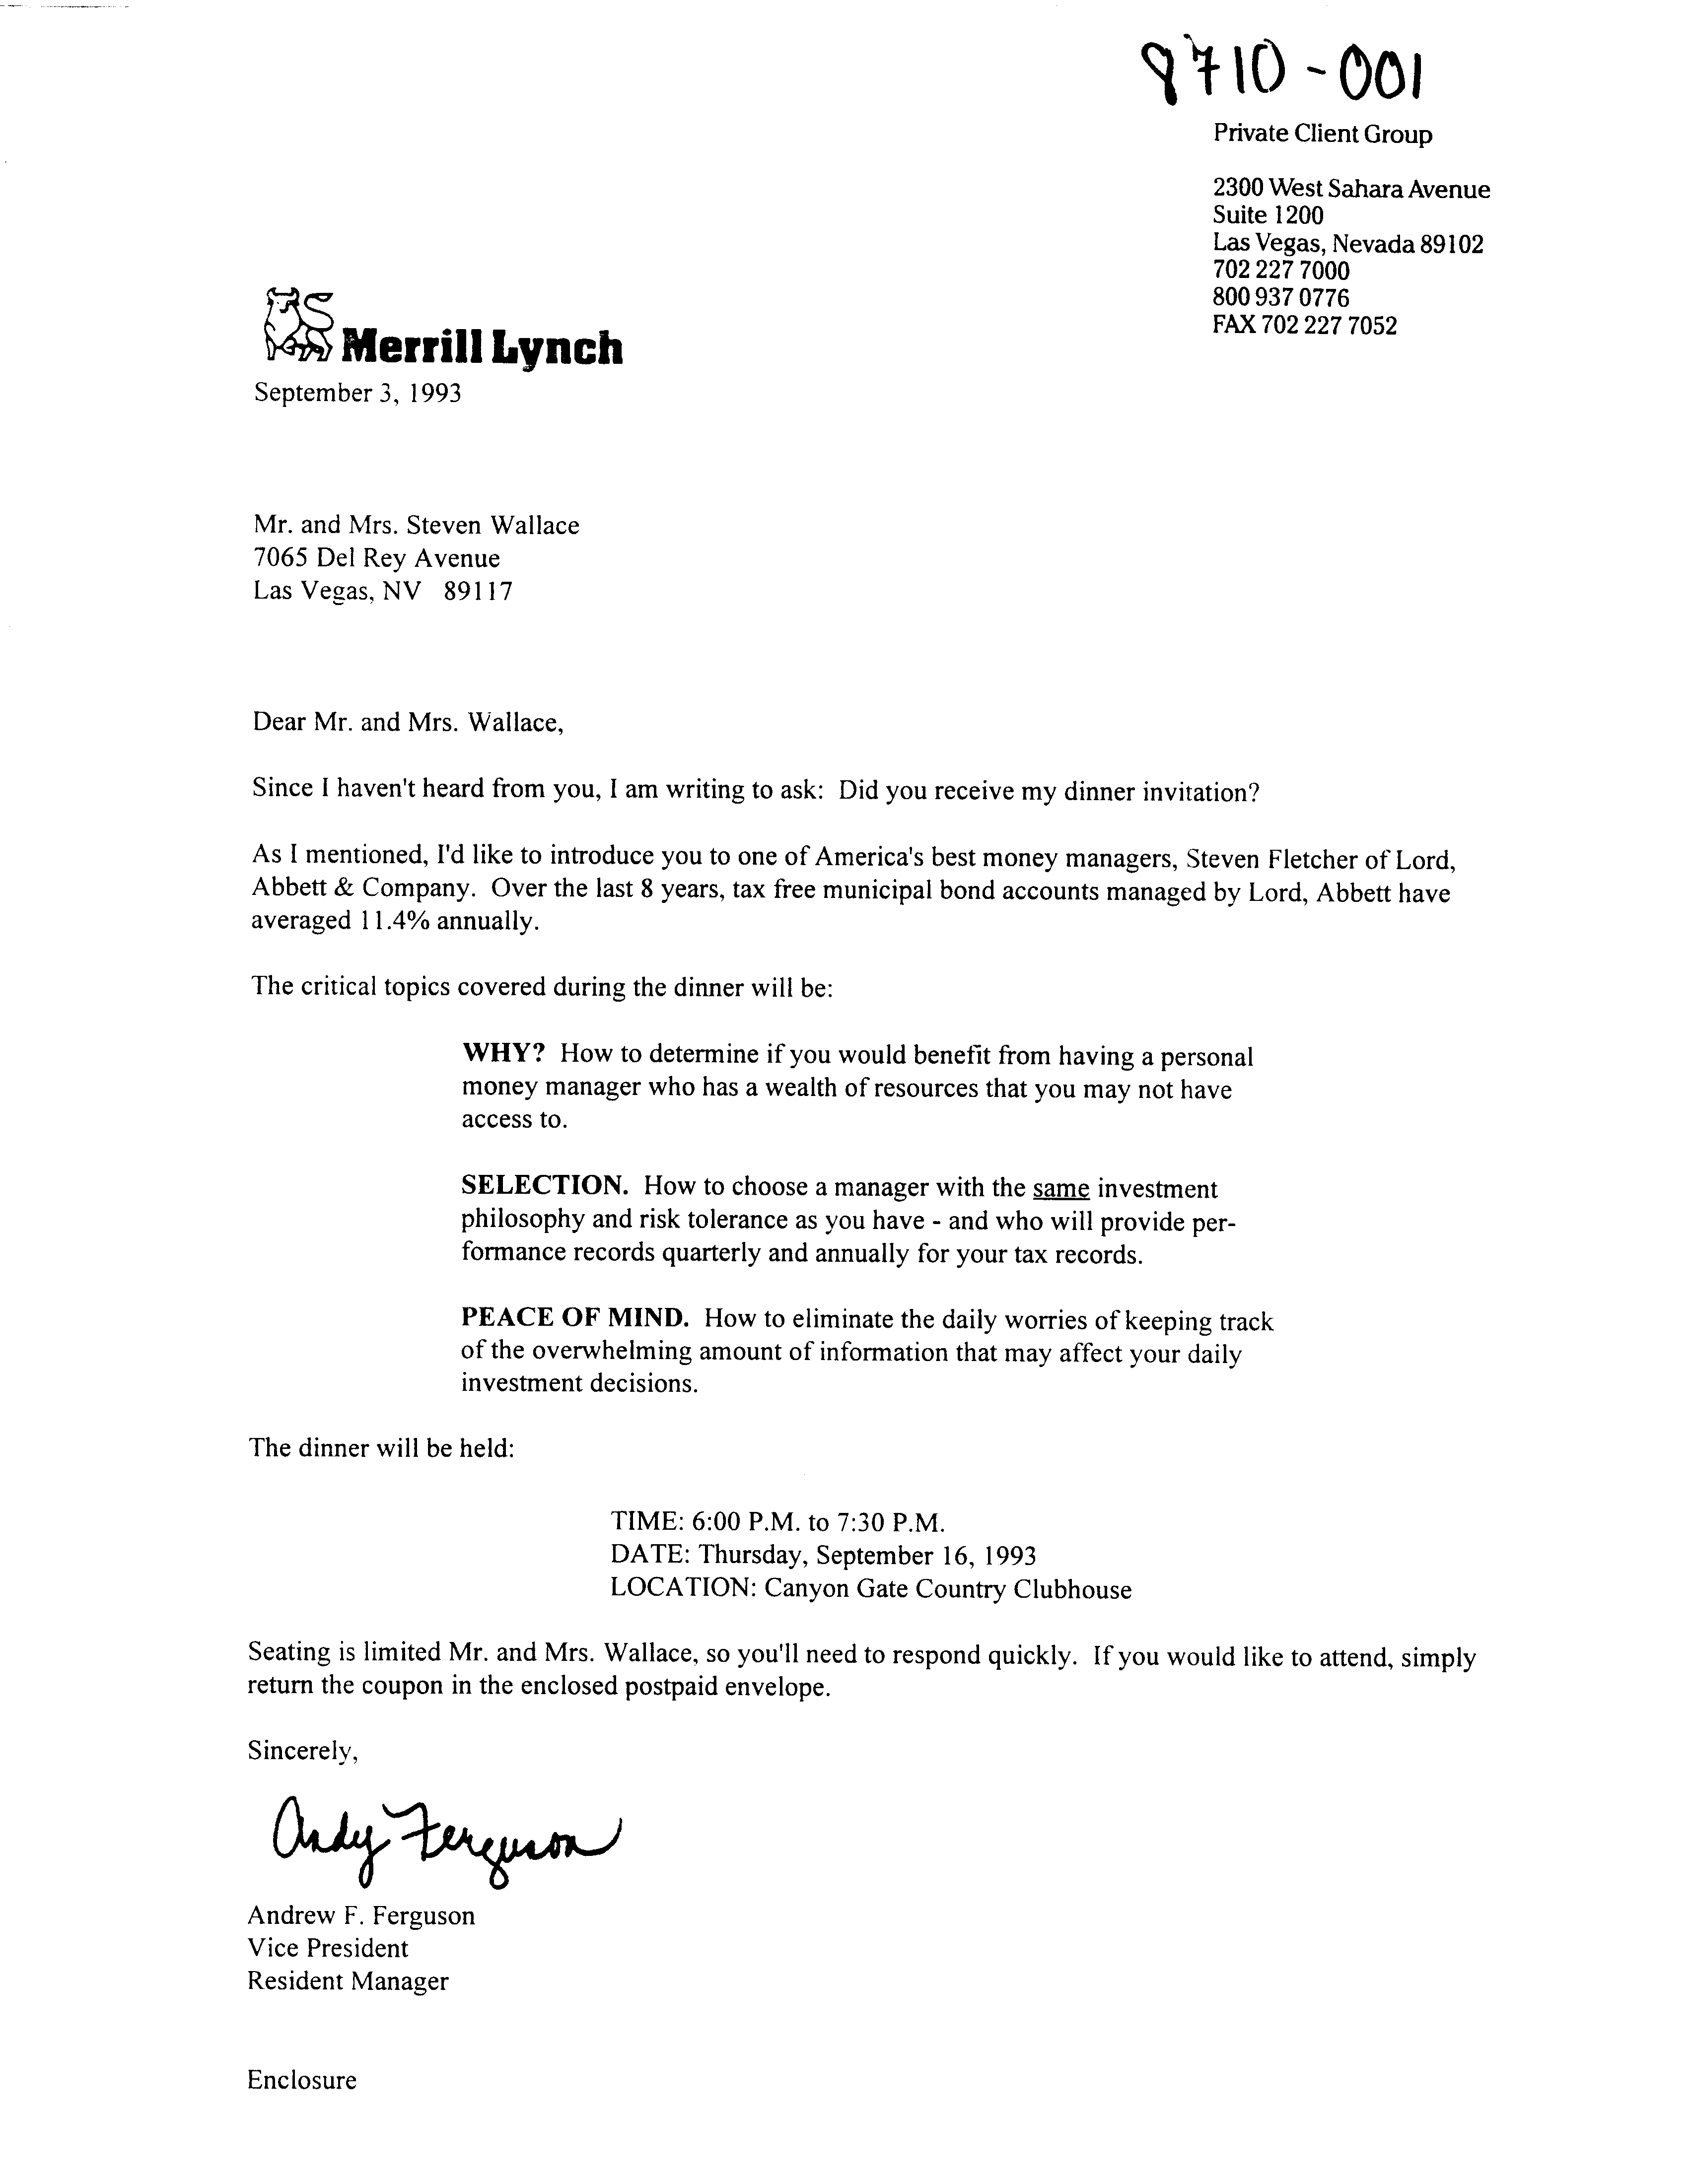 8710-001
Private Client Group
2300 West Sahara Avenue
Suite 1200
Las Vegas, Nevada 89102
702 227 7000
800 937 0776
FAX 702 227 7052
Merrill Lynch
September 3, 1993
Mr. and Mrs. Steven Wallace
7065 Del Rey Avenue
Las Vegas, NV 89117
Dear Mr. and Mrs. Wallace,
Since I haven't heard from you, I am writing to ask: Did you receive my dinner invitation?
As I mentioned, I'd like to introduce you to one of America's best money managers, Steven Fletcher of Lord,
Abbett & Company. Over the last 8 years, tax free municipal bond accounts managed by Lord, Abbett have
averaged 11.4% annually.
The critical topics covered during the dinner will be:
WHY? How to determine if you would benefit from having a personal
money manager who has a wealth of resources that you may not have
access to.
SELECTION. How to choose a manager with the same investment
philosophy and risk tolerance as you have - and who will provide per-
formance records quarterly and annually for your tax records.
PEACE OF MIND. How to eliminate the daily worries of keeping track
of the overwhelming amount of information that may affect your daily
investment decisions.
The dinner will be held:
TIME: 6:00 P.M. to 7:30 P.M.
DATE: Thursday, September 16, 1993
LOCATION: Canyon Gate Country Clubhouse
Seating is limited Mr. and Mrs. Wallace, so you'll need to respond quickly. If you would like to attend, simply
return the coupon in the enclosed postpaid envelope.
Sincerely,
Andy Ferguson
Andrew F. Ferguson
Vice President
Resident Manager
Enclosure